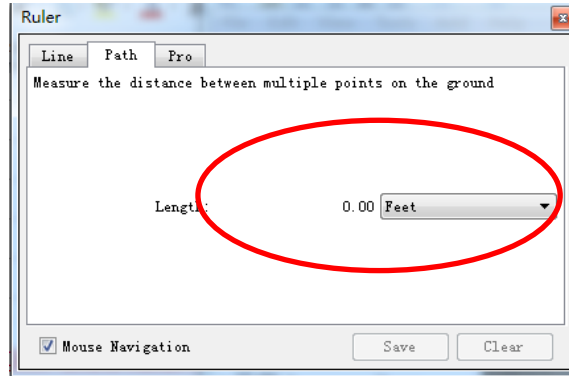 Ruler
Line Path Pro
Measure the distance between multiple points on the ground
Length: 0.00 Feet
Mouse Navigation Save Clear